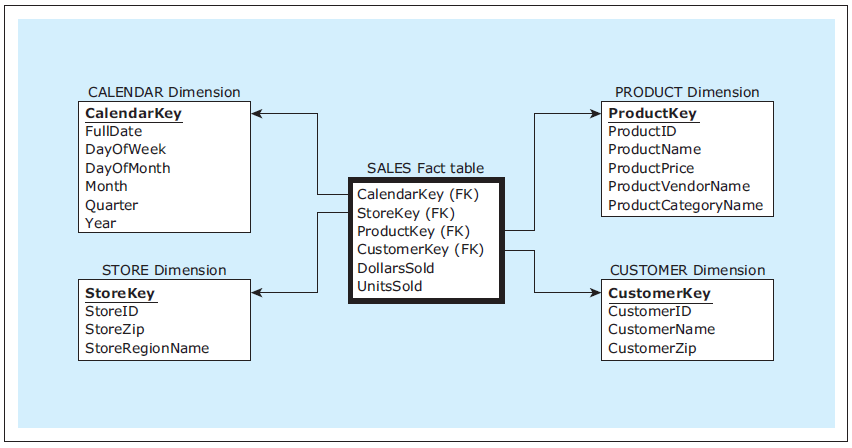 CALENDAR Dimension
CalendarKey
FullDate
DayOfWeek
DayOfMonth
Month
Quarter
Year
STORE Dimension
StoreKey
StoreID
StoreZip
StoreRegionName
SALES Fact table
CalendarKey (FK)
StoreKey (FK)
ProductKey (FK)
CustomerKey (FK)
DollarsSold
UnitsSold
PRODUCT Dimension
ProductKey
ProductID
ProductName
ProductPrice
ProductVendorName
ProductCategoryName
CUSTOMER Dimension
CustomerKey
CustomerID
CustomerName
CustomerZip